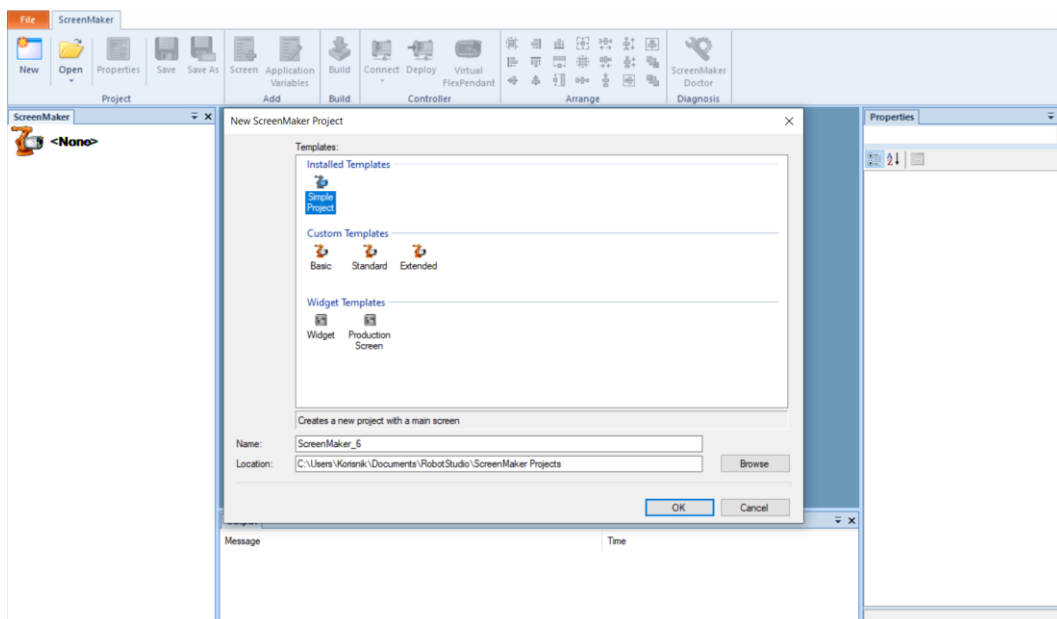 File ScreenMaker
New Open Properties Save Save As Screen Application Variables Build Connect Deploy Virtual FlexPendant ScreenMaker Doctor
Project Add Build Controller Arrange Diagnosis
ScreenMaker
<None>
New ScreenMaker Project
Templates:
Installed Templates
Simple
Project
Custom Templates
Basic Standard Extended
Widget Templates
Widget Production
Screen
Creates a new project with a main screen
Name: ScreenMaker_6
Location: C:\Users\Korisnik\Documents\RobotStudio\ScreenMaker Projects Browse
OK Cancel
Message Time
Properties